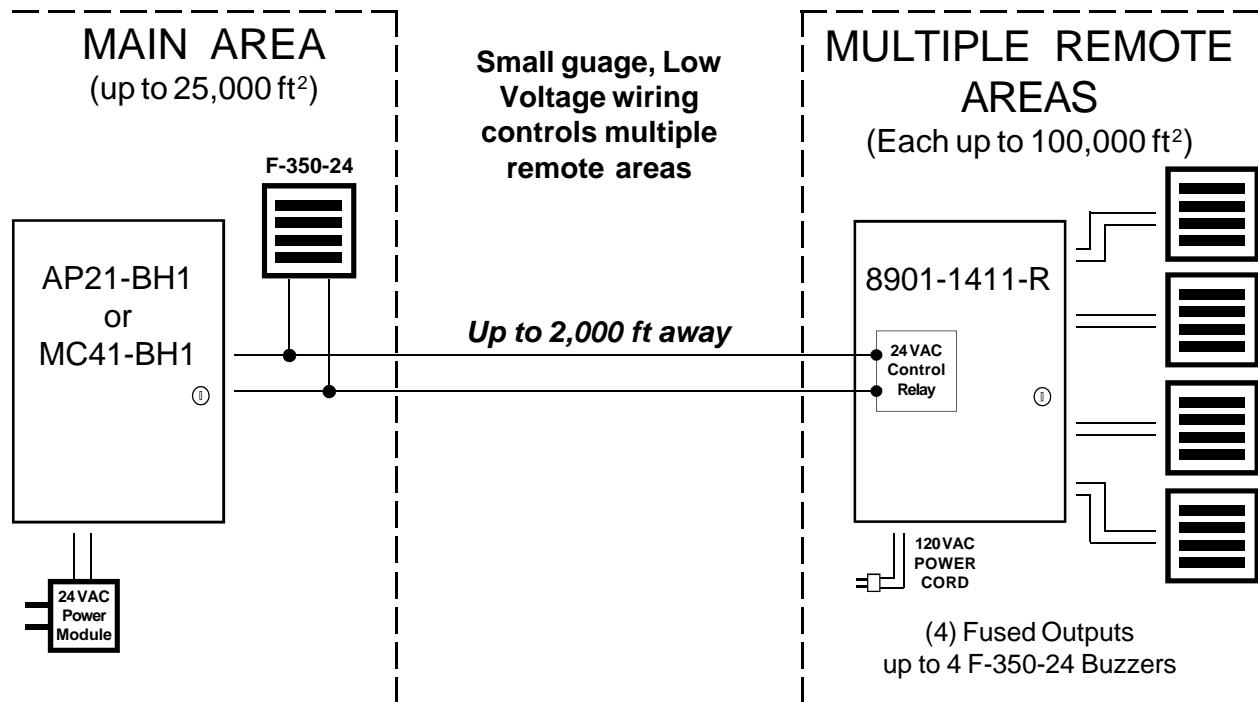 MAIN AREA
(up to 25,000 ft²)
F-350-24
AP21-BH1
or
MC41-BH1
24 VAC
Power
Module
Small guage, Low
Voltage wiring
controls multiple
remote areas
Up to 2,000 ft away
MULTIPLE REMOTE
AREAS
(Each up to 100,000 ft²)
8901-1411-R
24 VAC
Control
Relay
120 VAC
POWER
CORD
(4) Fused Outputs
up to 4 F-350-24 Buzzers